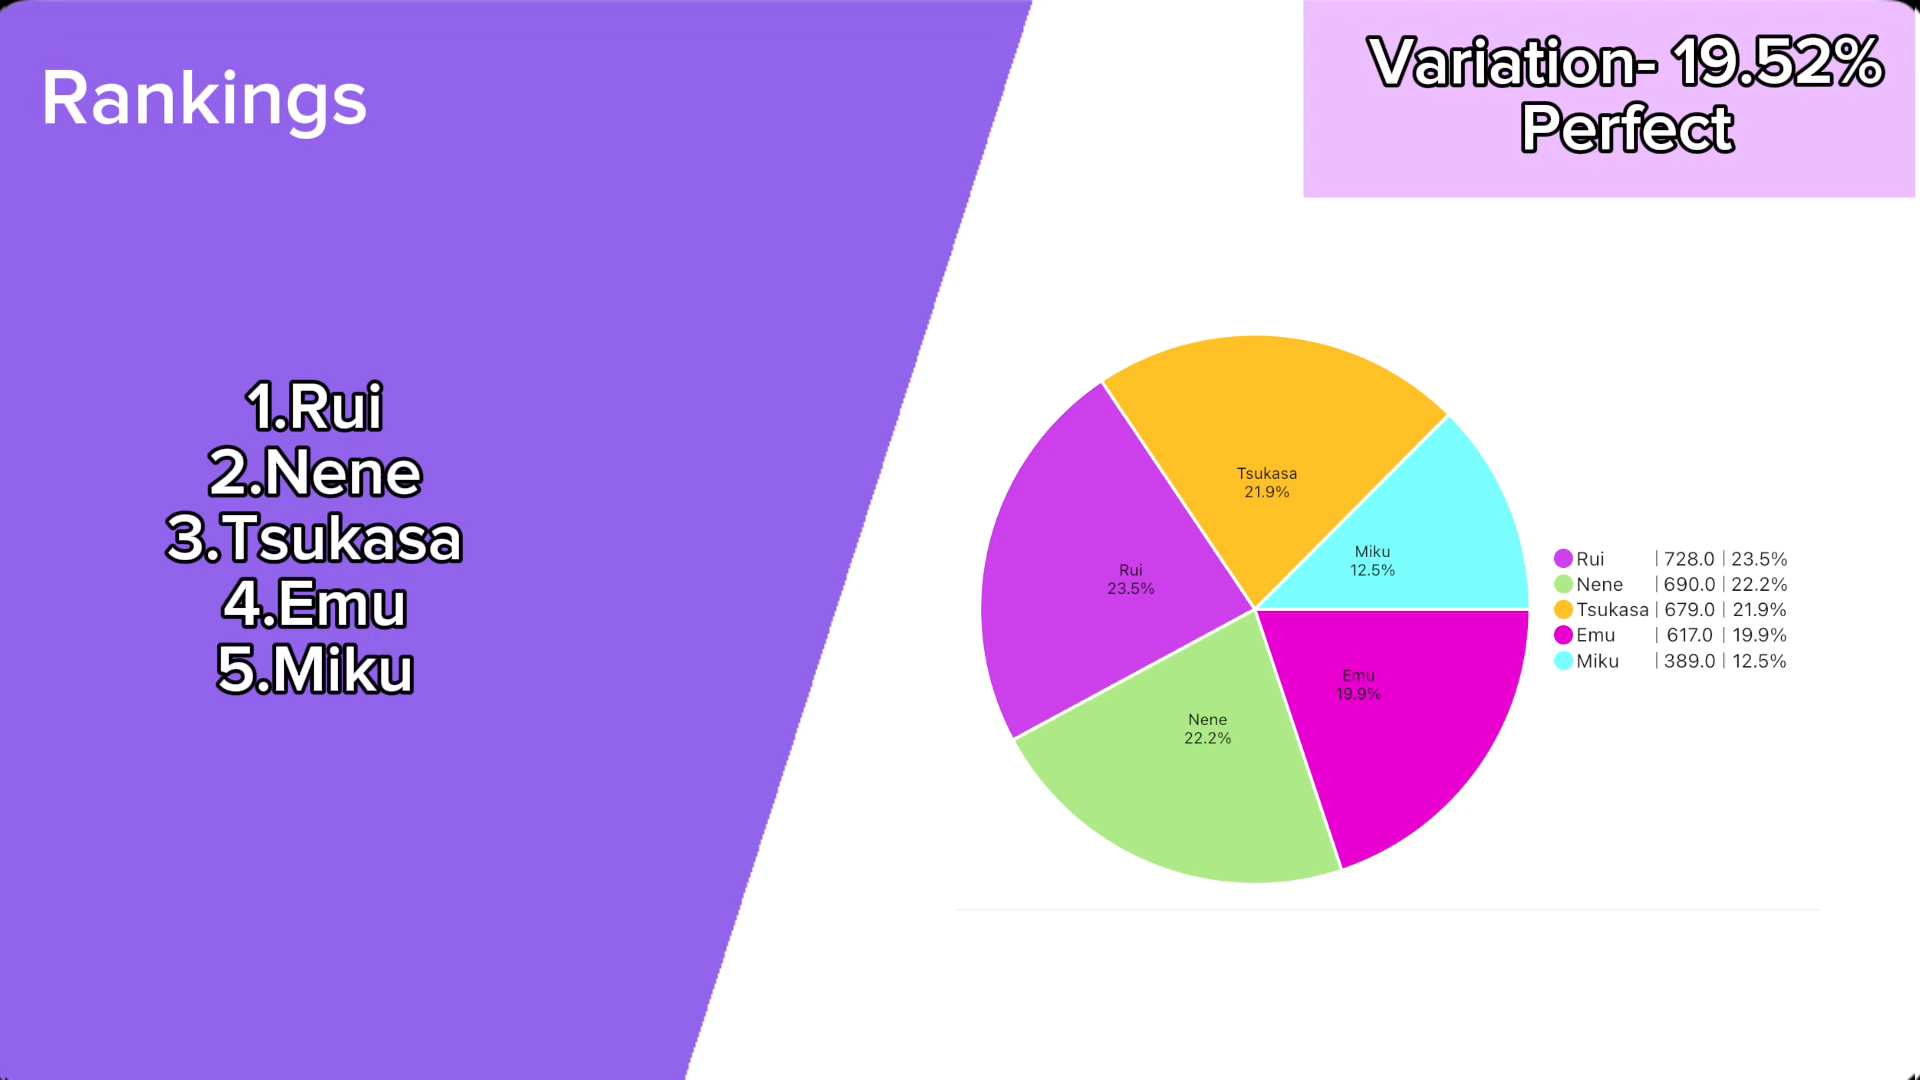 Rankings
1.Rui
2.Nene
3.Tsukasa
4.Emu
5.Miku
Variation- 19.52%
Perfect
Tsukasa
21.9%
Miku
12.5%
Rui
23.5%
Emu
19.9%
Nene
22.2%
Rui | 728.0 | 23.5%
Nene | 690.0 | 22.2%
Tsukasa | 679.0 | 21.9%
Emu | 617.0 | 19.9%
Miku | 389.0 | 12.5%